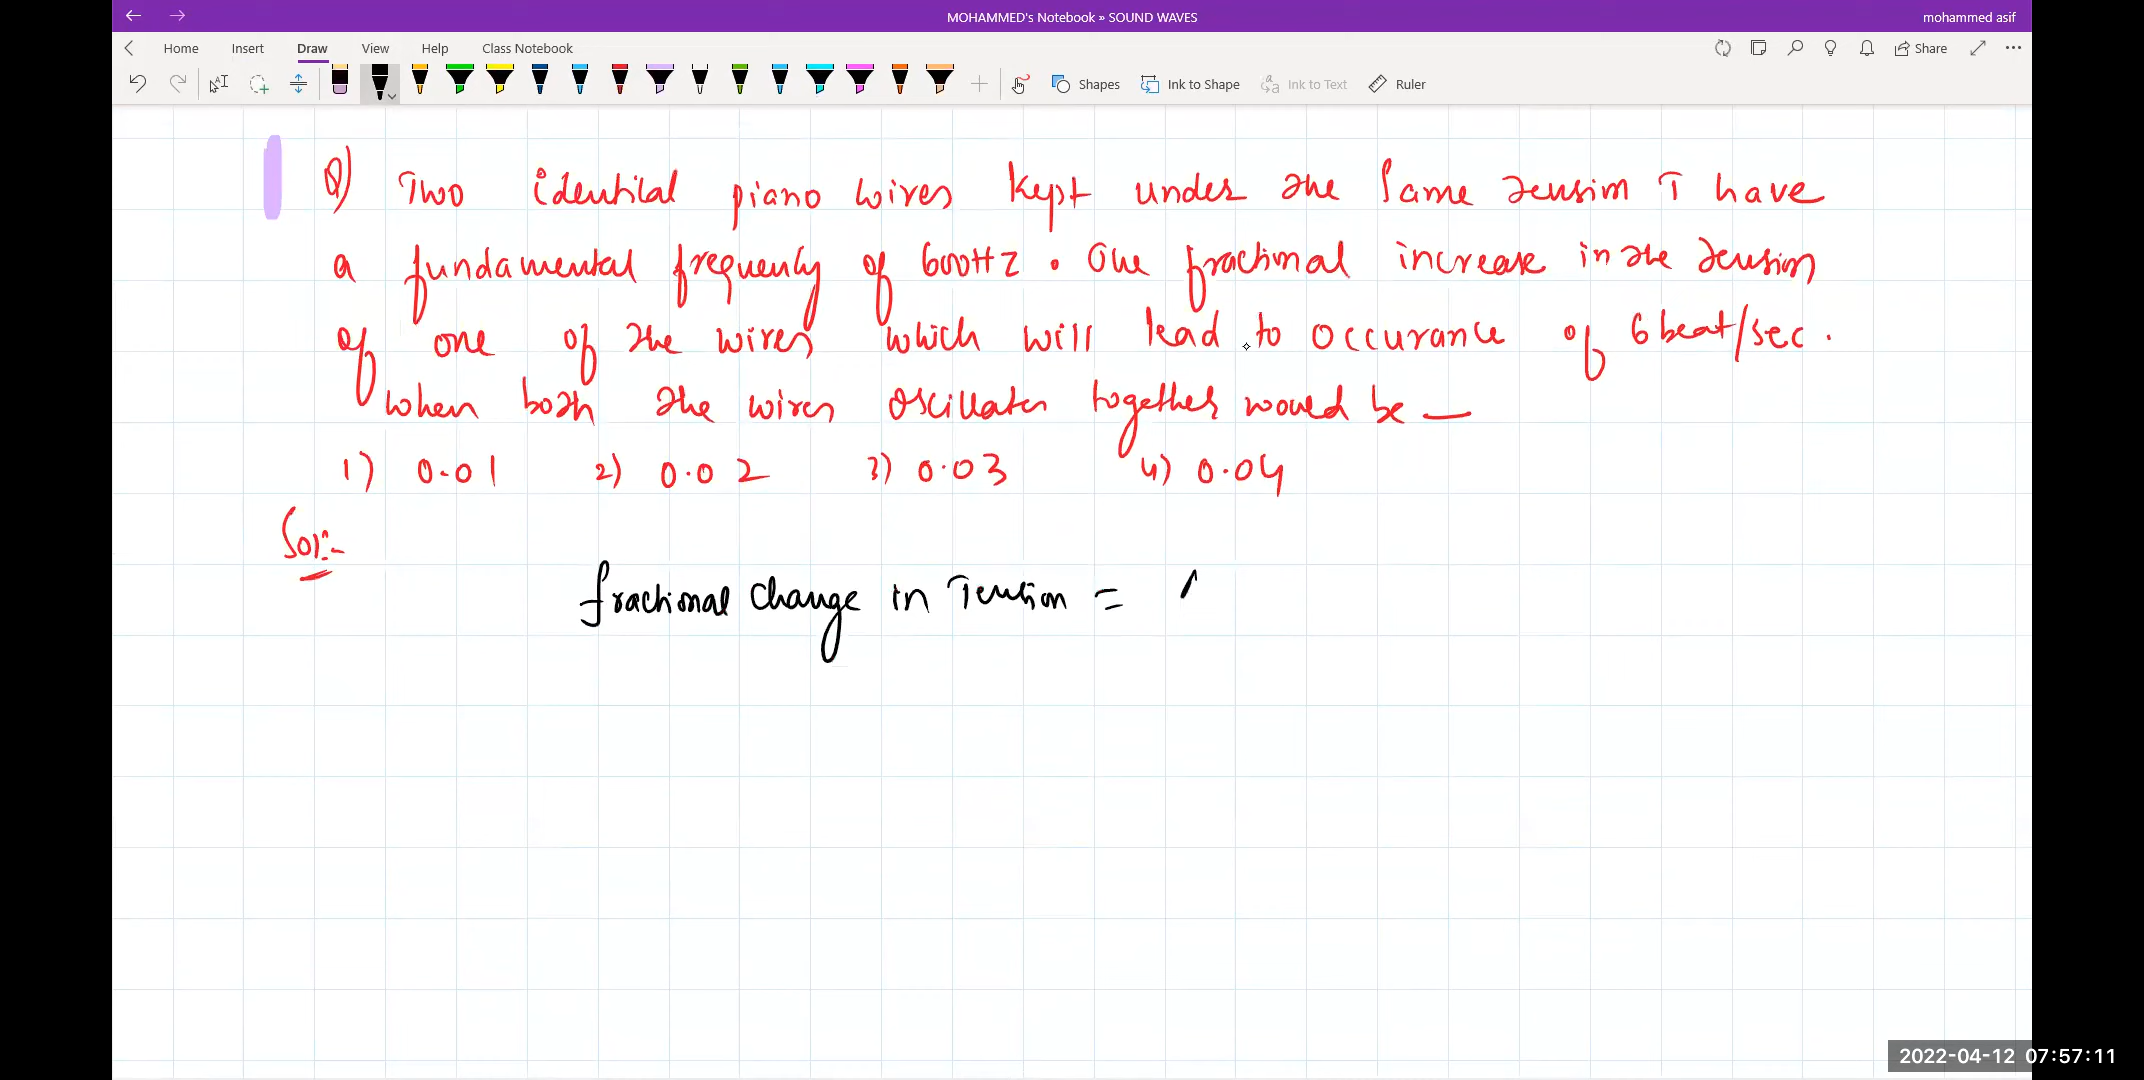 MOHAMMED's Notebook » SOUND WAVES
mohammed asif
Home Insert Draw View Help Class Notebook
Share
Shapes Ink to Shape Ink to Text Ruler
Q) Two identical piano wires kept under the same tension T have
a fundamental frequency of 600HZ. One fractional increase in the tension
of one of the wires which will lead to occurance of 6 beat/sec.
when both the wires oscillates together would be —
1) 0.01 2) 0.02 3) 0.03 4) 0.04
Sol:-
fractional change in Tension =
2022-04-12 07:57:11